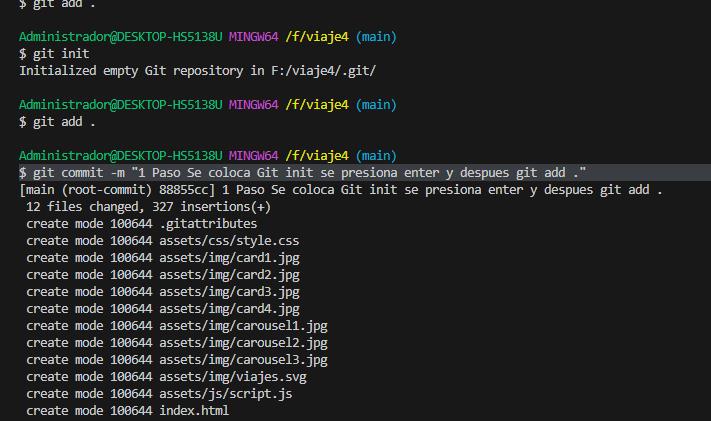 $ git add .
Administrador@DESKTOP-HS5138U MINGW64 /f/viaje4 (main)
$ git init
Initialized empty Git repository in F:/viaje4/.git/
Administrador@DESKTOP-HS5138U MINGW64 /f/viaje4 (main)
$ git add .
Administrador@DESKTOP-HS5138U MINGW64 /f/viaje4 (main)
$ git commit -m "1 Paso Se coloca Git init se presiona enter y despues git add ."
[main (root-commit) 88855cc] 1 Paso Se coloca Git init se presiona enter y despues git add .
12 files changed, 327 insertions(+)
create mode 100644 .gitattributes
create mode 100644 assets/css/style.css
create mode 100644 assets/img/card1.jpg
create mode 100644 assets/img/card2.jpg
create mode 100644 assets/img/card3.jpg
create mode 100644 assets/img/card4.jpg
create mode 100644 assets/img/carousel1.jpg
create mode 100644 assets/img/carousel2.jpg
create mode 100644 assets/img/carousel3.jpg
create mode 100644 assets/img/viajes.svg
create mode 100644 assets/js/script.js
create mode 100644 index.html